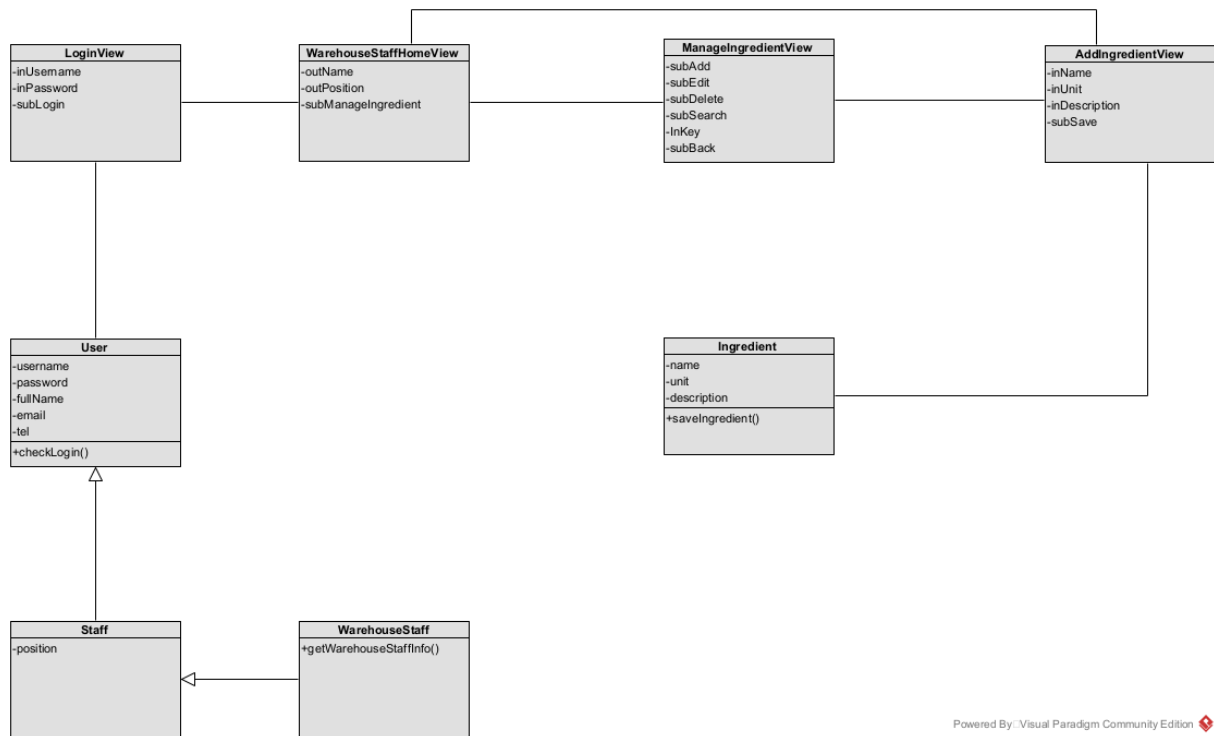 LoginView
-inUsername
-inPassword
-subLogin
WarehouseStaffHomeView
-outName
-outPosition
-subManageIngredient
ManageIngredientView
-subAdd
-subEdit
-subDelete
-subSearch
-InKey
-subBack
AddIngredientView
-inName
-inUnit
-inDescription
-subSave
User
-username
-password
-fullName
-email
-tel
+checkLogin()
Ingredient
-name
-unit
-description
+saveIngredient()
Staff
-position
WarehouseStaff
+getWarehouseStaffInfo()
Powered By Visual Paradigm Community Edition